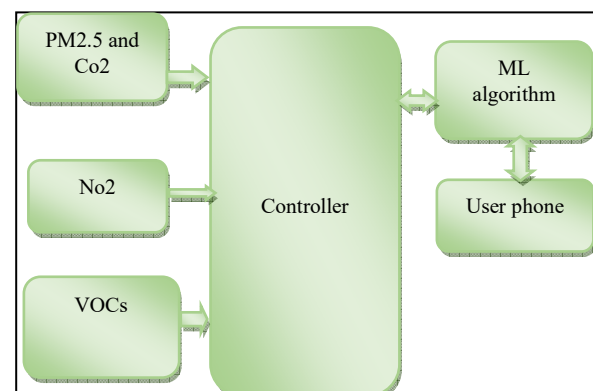 PM2.5 and
Co2
No2
VOCs
Controller
ML
algorithm
User phone